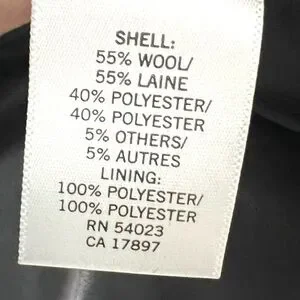 SHELL:
55% WOOL/
55% LAINE
40% POLYESTER/
40% POLYESTER
5% OTHERS/
5% AUTRES
LINING:
100% POLYESTER/
100% POLYESTER
RN 54023
CA 17897